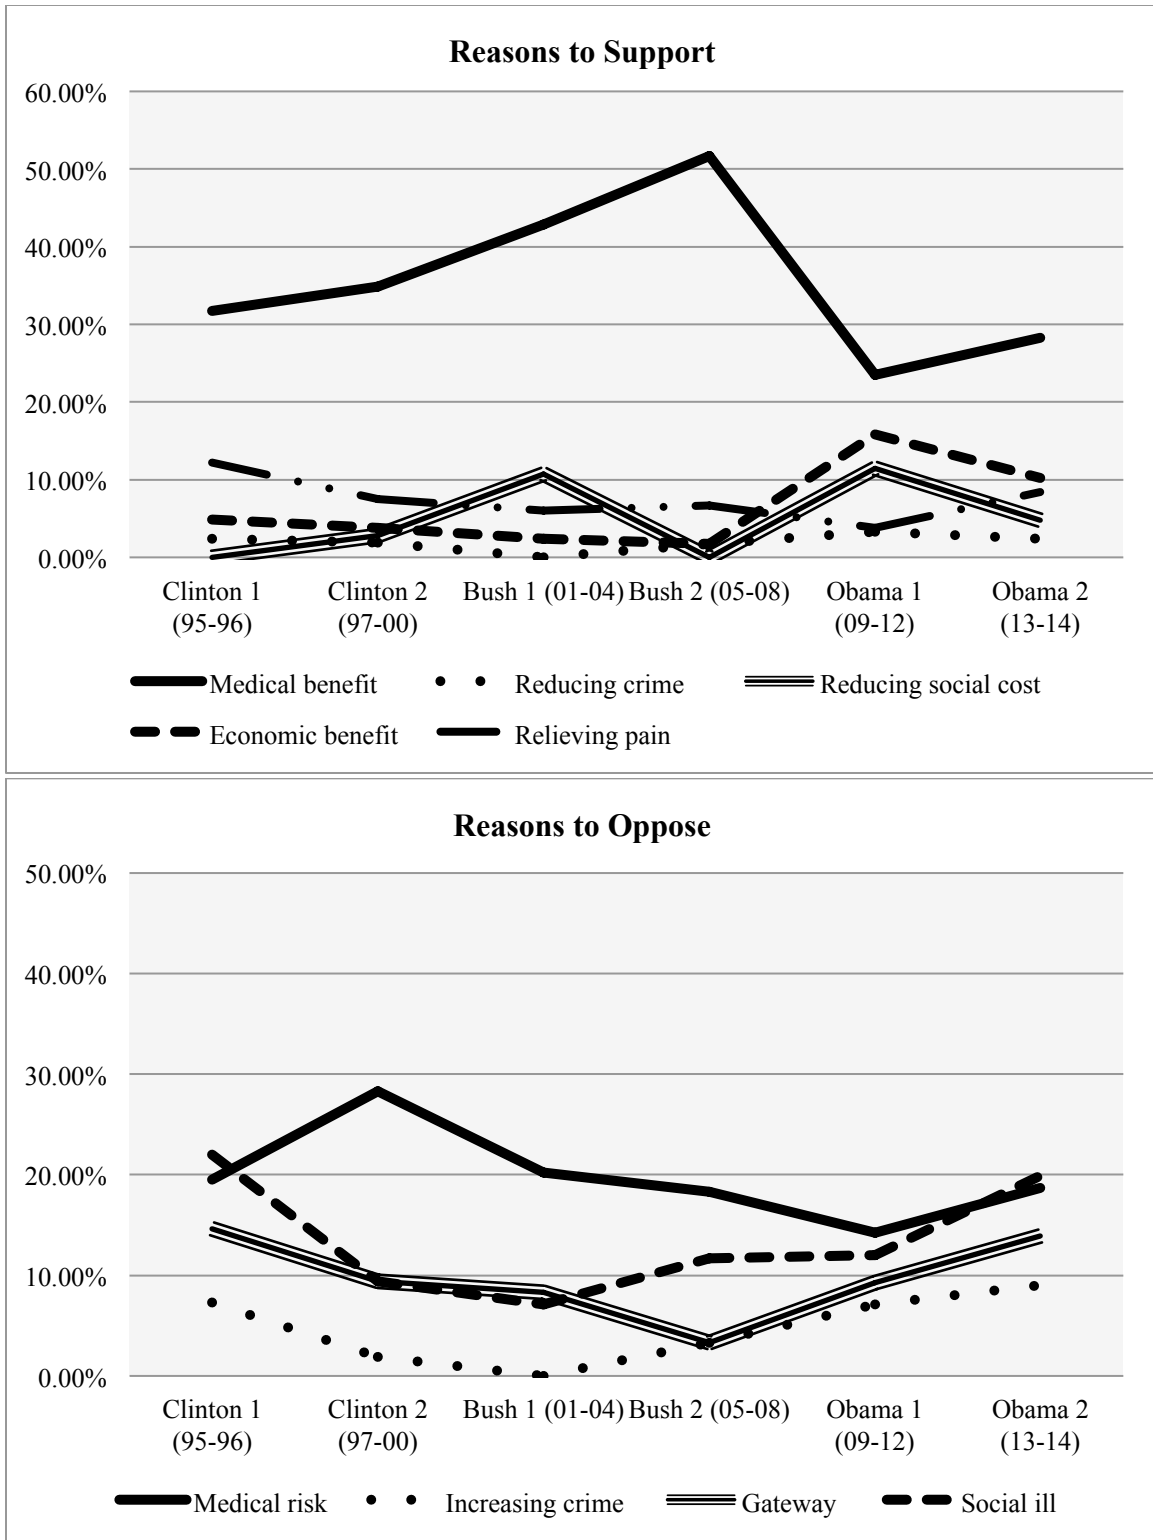 Reasons to Support
60.00%
50.00%
40.00%
30.00%
20.00%
10.00%
0.00%
Clinton 1 Clinton 2 Bush 1 (01-04) Bush 2 (05-08) Obama 1 Obama 2
(95-96) (97-00) (09-12) (13-14)
Medical benefit Reducing crime Reducing social cost
Economic benefit Relieving pain
Reasons to Oppose
50.00%
40.00%
30.00%
20.00%
10.00%
0.00%
Clinton 1 Clinton 2 Bush 1 (01-04) Bush 2 (05-08) Obama 1 Obama 2
(95-96) (97-00) (09-12) (13-14)
Medical risk Increasing crime Gateway Social ill